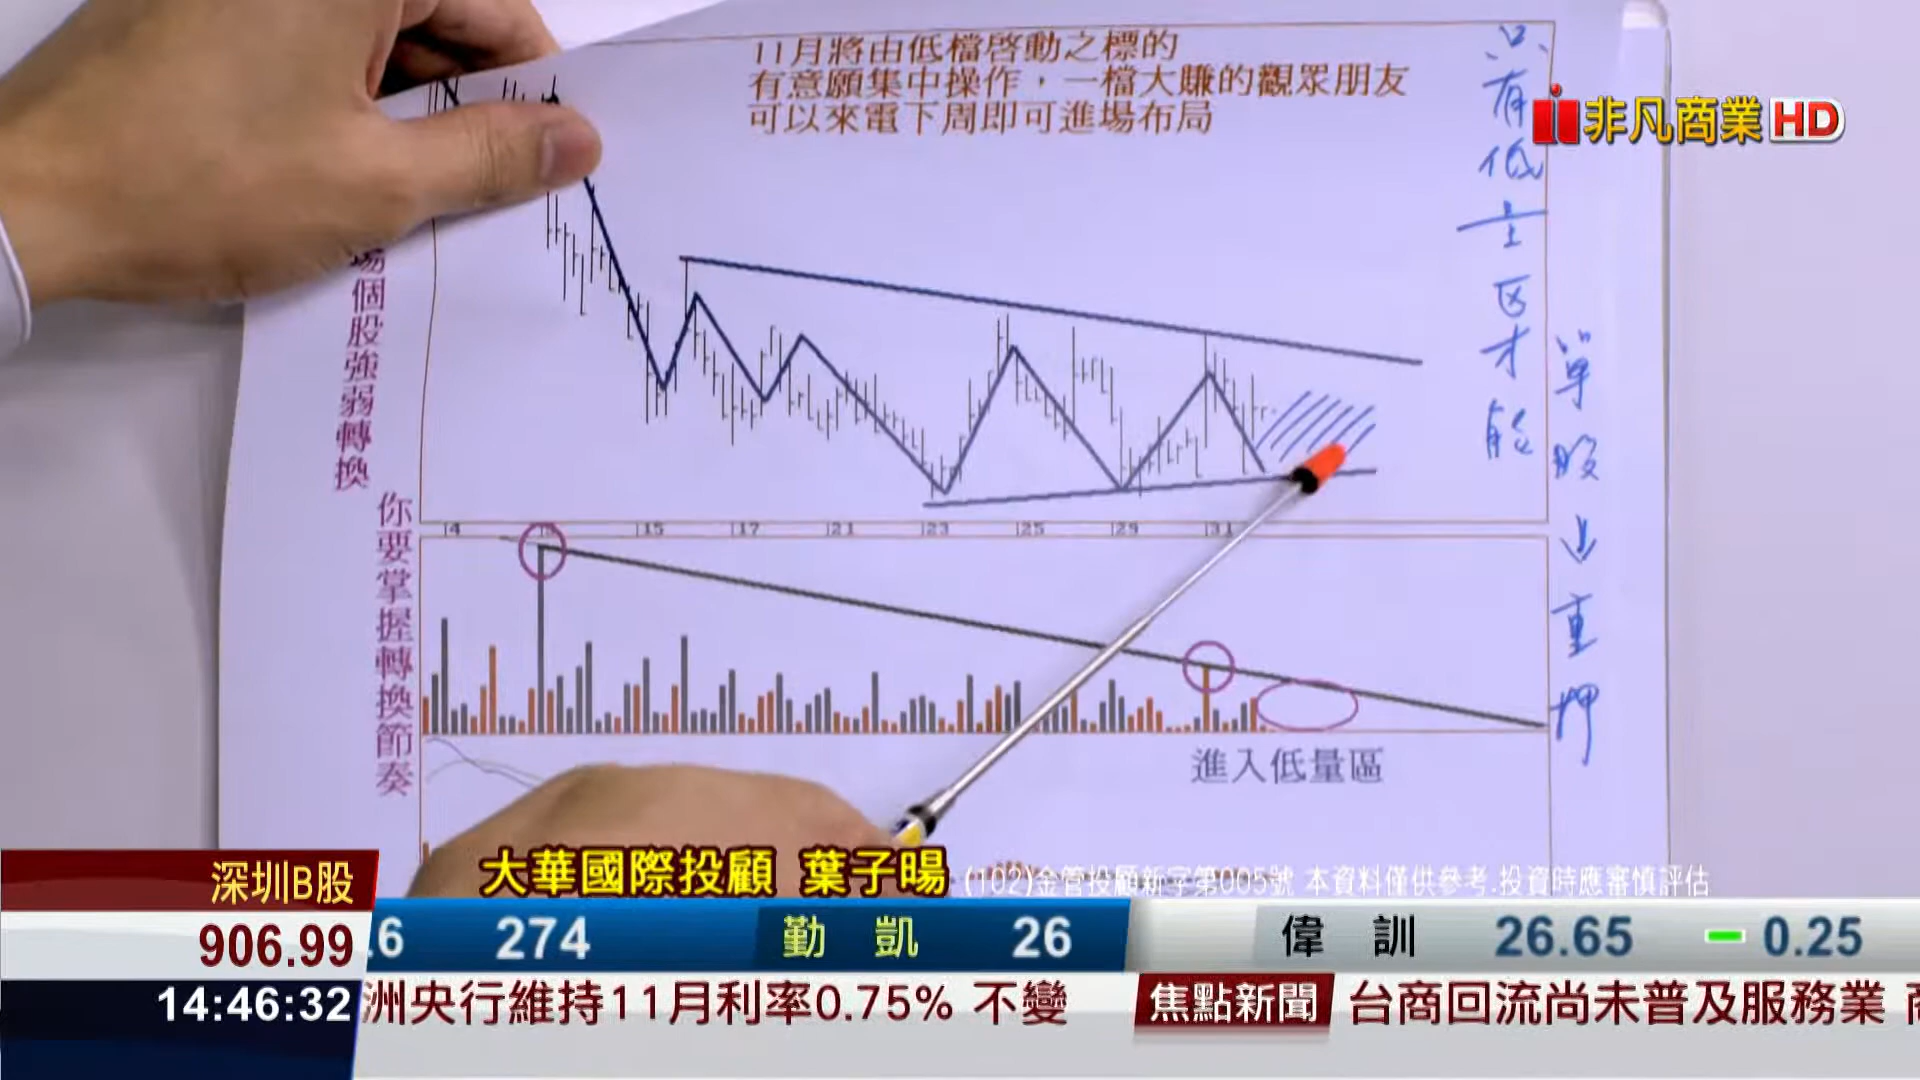 11月將由低檔啓動之標的
有意願集中操作，一檔大賺的觀眾朋友
可以來電下周即可進場布局
非凡商業HD
只有低主区才能
單股山重押
場個股強弱轉換
你要掌握轉換節奏
14
15
17
21
23
25
29
31
進入低量區
大華國際投顧 葉子暘
(102)金管投顧新字第005號 本資料僅供參考.投資時應審慎評估
深圳B股
906.99
14:46:32
.6 274 勤凱 26 偉訓 26.65 0.25
洲央行維持11月利率0.75% 不變 焦點新聞 台商回流尚未普及服務業